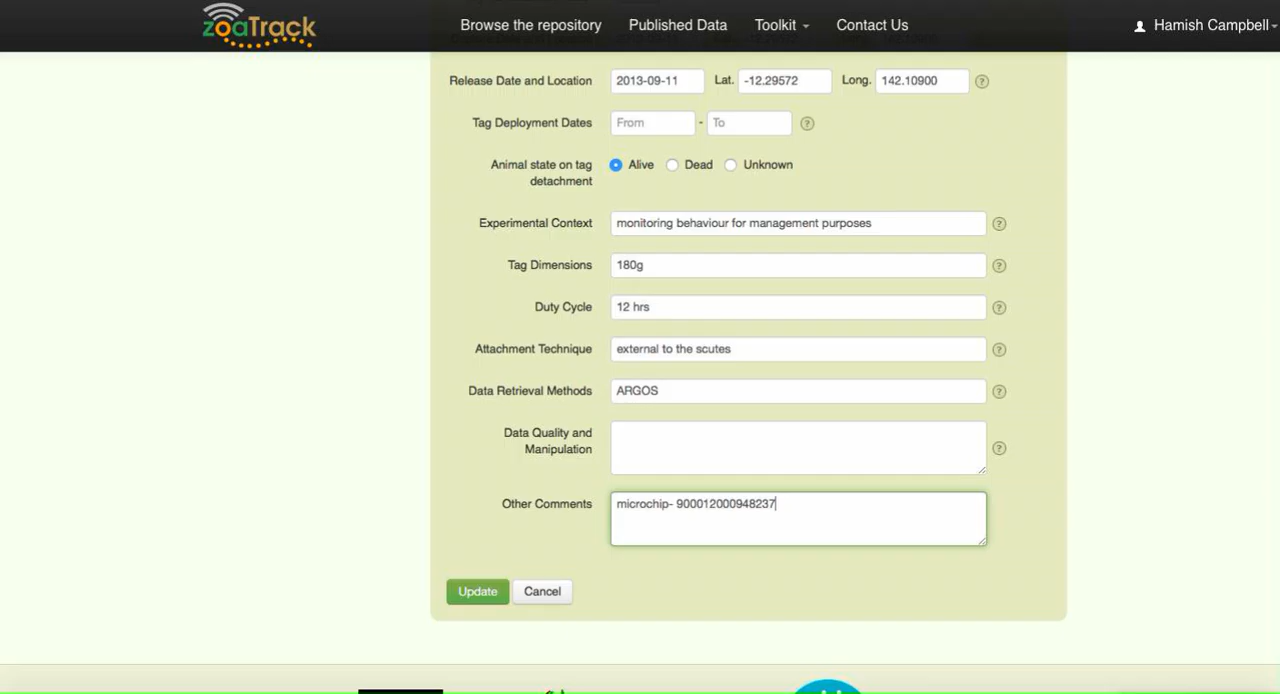 zoaTrack
Browse the repository Published Data Toolkit Contact Us Hamish Campbell
Release Date and Location 2013-09-11 Lat. -12.29572 Long. 142.10900 ?
Tag Deployment Dates From - To ?
Animal state on tag detachment Alive Dead Unknown
Experimental Context monitoring behaviour for management purposes ?
Tag Dimensions 180g ?
Duty Cycle 12 hrs ?
Attachment Technique external to the scutes ?
Data Retrieval Methods ARGOS ?
Data Quality and Manipulation ?
Other Comments microchip- 900012000948237
Update Cancel